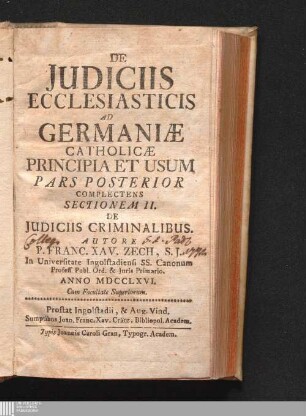 DE
JUDICIIS
ECCLESIASTICIS
AD
GERMANIÆ
CATHOLICÆ
PRINCIPIA ET USUM
PARS POSTERIOR
COMPLECTENS
SECTIONEM II.
DE
JUDICIIS CRIMINALIBUS.
AUTORE
P. FRANC. XAV. ZECH, S. J.
In Universitate Ingolstadiensi SS. Canonum
Profess. Publ. Ord. & Juris Primario.
ANNO MDCCLXVI.
Cum Facultate Superiorum.
Prostat Ingolstadii, & Aug. Vind.
Sumptibus Joan. Franc. Xav. Crätz, Bibliopol. Academ.
Typis Joannis Caroli Gran, Typogr. Academ.